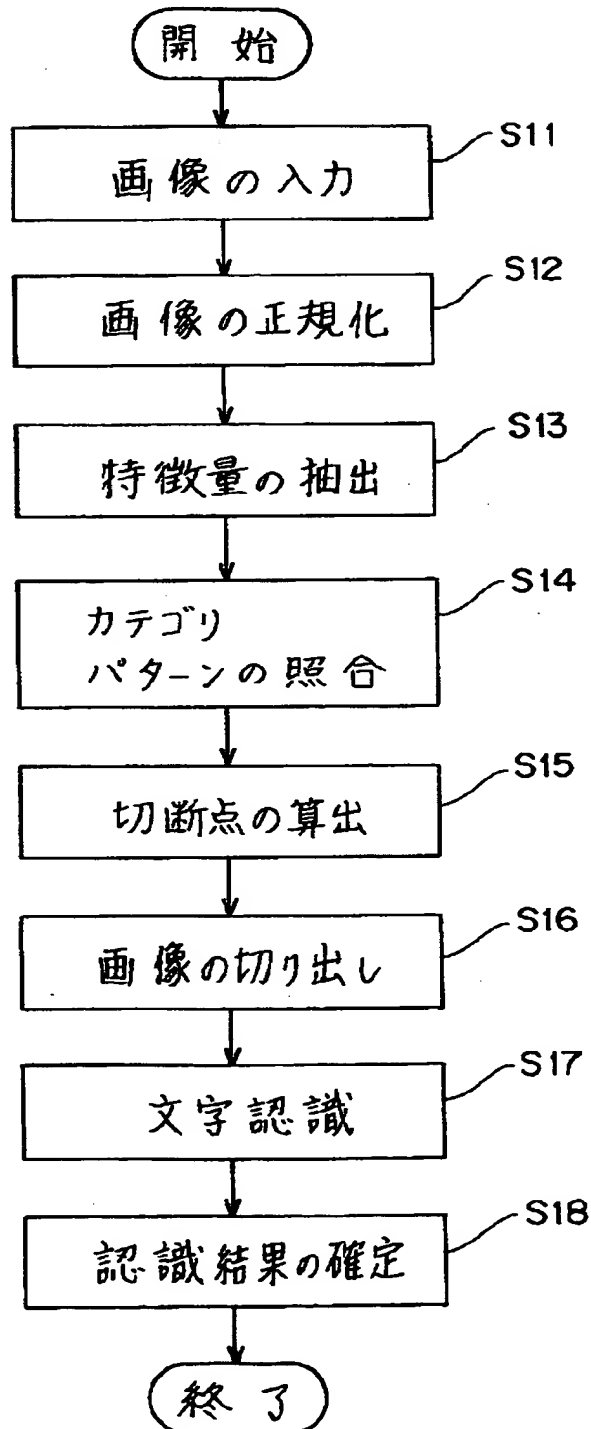 開始
S11
画像の入力
S12
画像の正規化
S13
特徴量の抽出
S14
カテゴリ
パターンの照合
S15
切断点の算出
S16
画像の切り出し
S17
文字認識
S18
認識結果の確定
終了